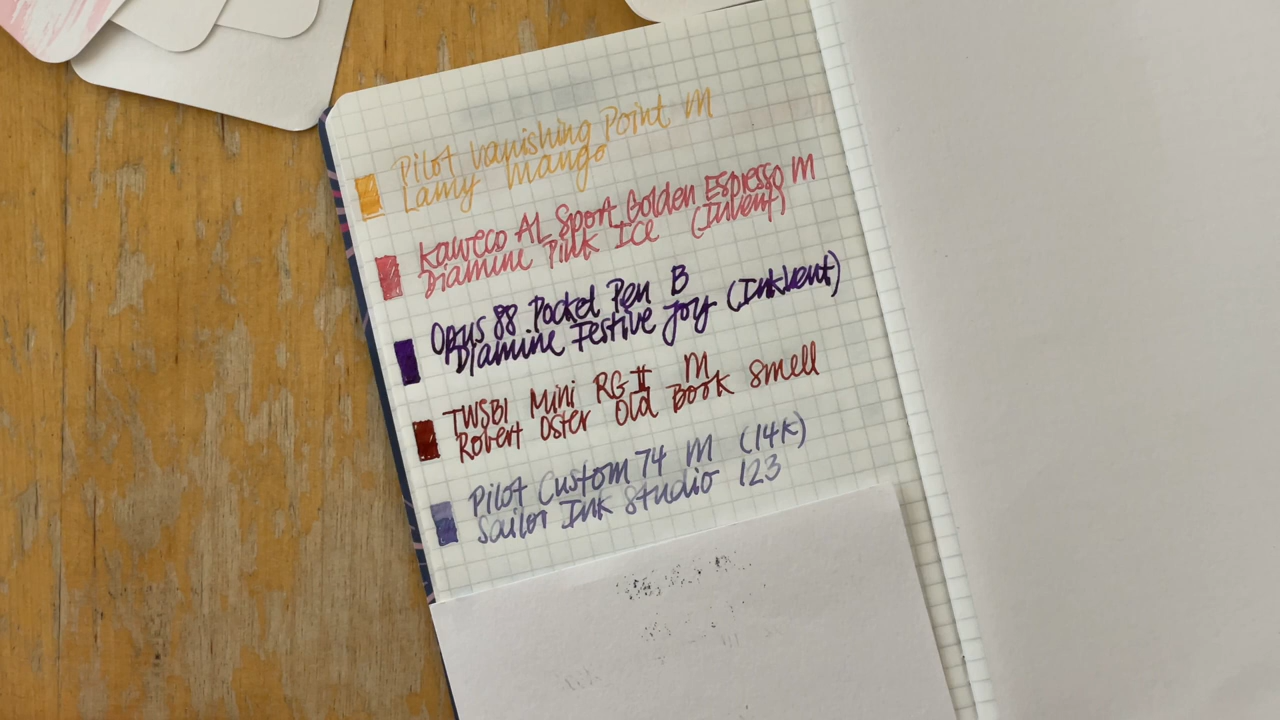 Pilot Vanishing Point M
Lamy Mango
Kaweco AL Sport Golden Espresso M
Diamine Pink Ice (Invent)
Opus 88 Pocket Pen B
Diamine Festive Joy (Inkvent)
TWSBI Mini RG II M
Robert Oster Old Book Smell
Pilot Custom 74 M (14K)
Sailor Ink Studio 123